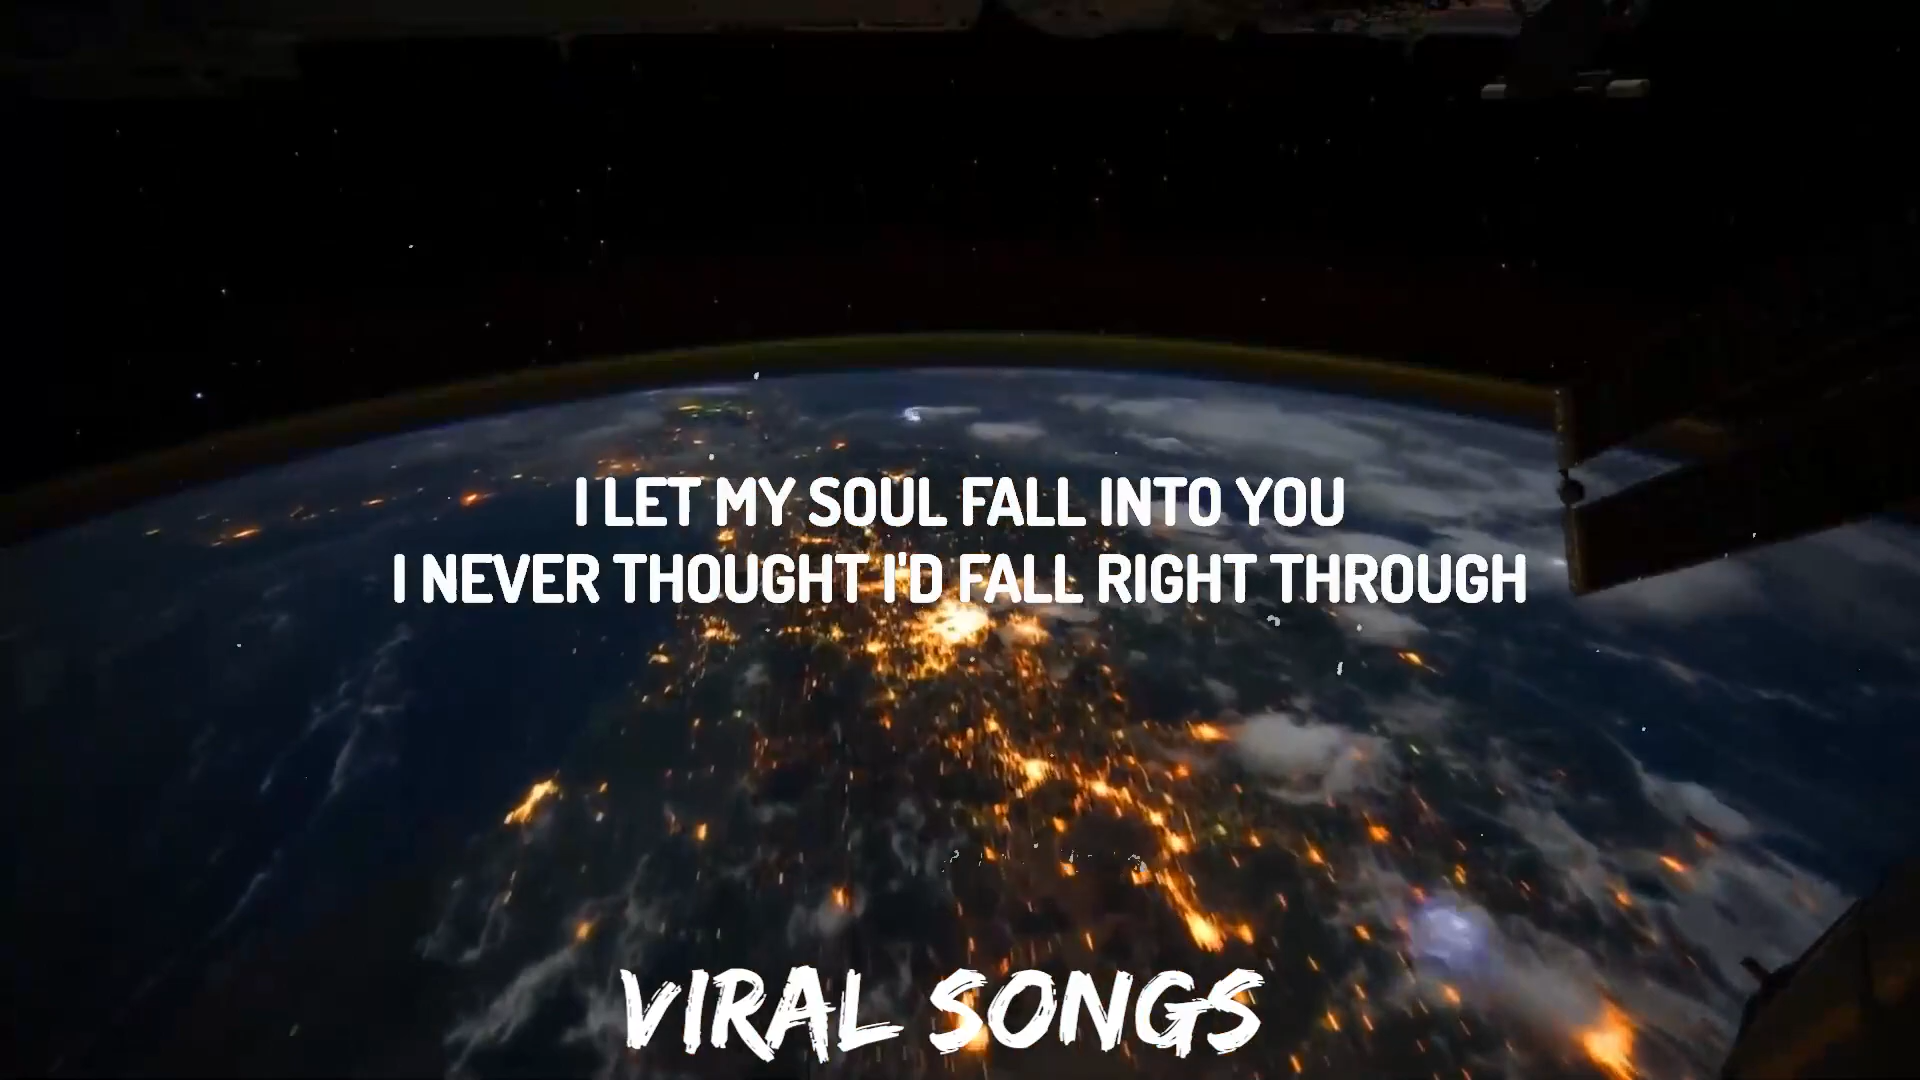 I LET MY SOUL FALL INTO YOU
I NEVER THOUGHT I'D FALL RIGHT THROUGH
VIRAL SONGS